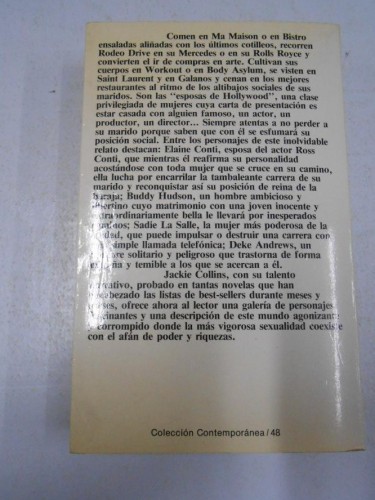 Comen en Ma Maison o en Bistro
ensaladas aliñadas con los últimos cotilleos, recorren
Rodeo Drive en su Mercedes o en su Rolls Royce y
convierten el ir de compras en arte. Cultivan sus
cuerpos en Workout o en Body Asylum, se visten en
Saint Laurent y en Galanos y cenan en los mejores
restaurantes al ritmo de los altibajos sociales de sus
maridos. Son las "esposas de Hollywood", una clase
privilegiada de mujeres cuya carta de presentación es
estar casada con alguien famoso, un actor, un
productor, un director... Siempre atentas a no perder a
su marido porque saben que con él se esfumará su
posición social. Entre los personajes de este inolvidable
relato destacan: Elaine Conti, esposa del actor Ross
Conti, que mientras él reafirma su personalidad
acostándose con toda mujer que se cruce en su camino,
ella lucha por encarrilar la tambaleante carrera de su
marido y reconquistar así su posición de reina de la
Buddy Hudson, un hombre ambicioso y
cuyo matrimonio con una joven inocente y
bella le llevará por inesperados
Sadie La Salle, la mujer más poderosa de la
que puede impulsar o destruir una carrera con
simple llamada telefónica; Deke Andrews, un
solitario y peligroso que trastorna de forma
y temible a los que se acercan a él.
Jackie Collins, con su talento
probado en tantas novelas que han
las listas de best-sellers durante meses y
ofrece ahora al lector una galería de personajes
y una descripción de este mundo agonizante
corrompido donde la más vigorosa sexualidad coexiste
con el afán de poder y riquezas.
Colección Contemporánea/48